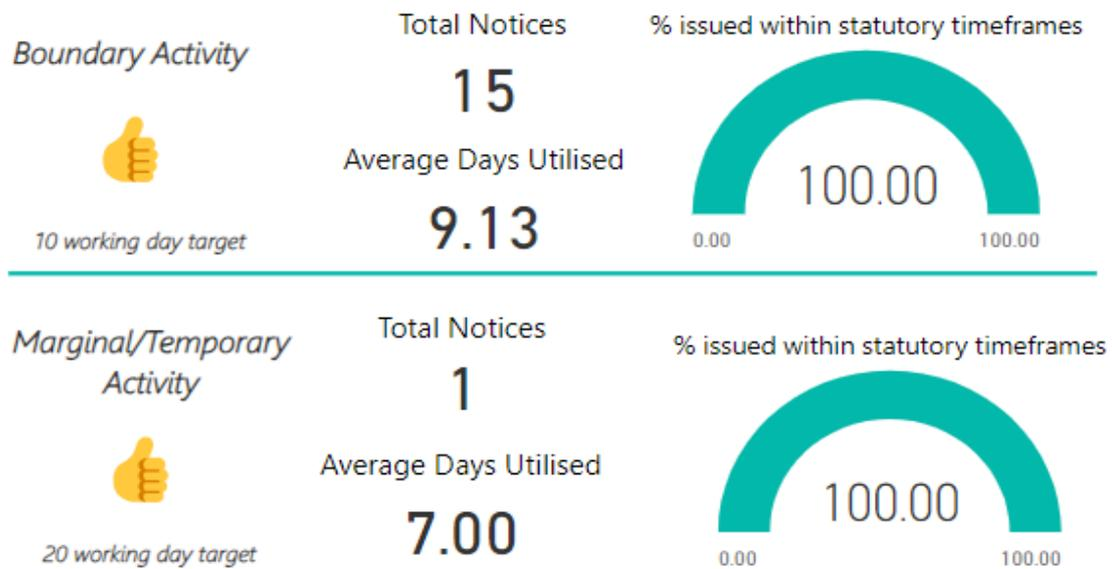 Boundary Activity
10 working day target
Total Notices
15
Average Days Utilised
9.13
% issued within statutory timeframes
100.00
0.00
100.00
Marginal/Temporary
Activity
20 working day target
Total Notices
1
Average Days Utilised
7.00
% issued within statutory timeframes
100.00
0.00
100.00